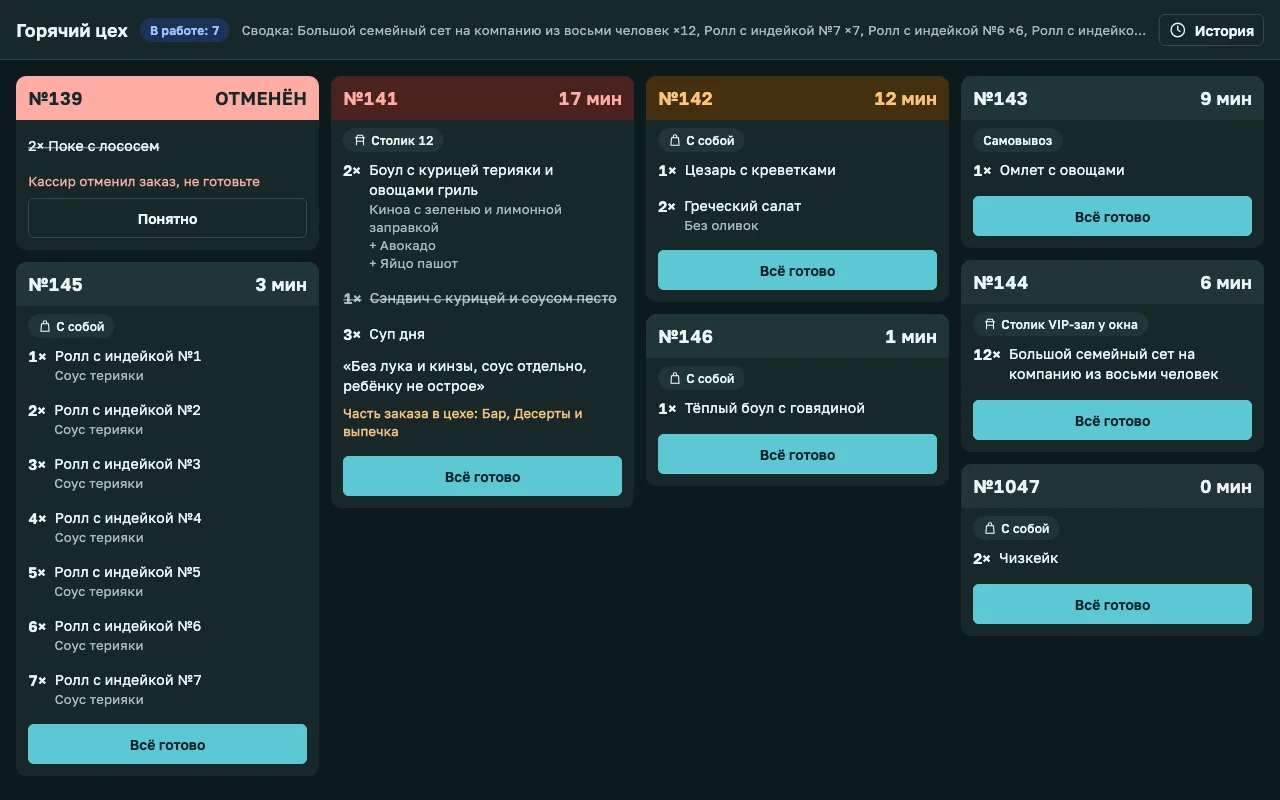 Горячий цех
В работе: 7
Сводка: Большой семейный сет на компанию из восьми человек ×12, Ролл с индейкой №7 ×7, Ролл с индейкой №6 ×6, Ролл с индейко...
История
№139 ОТМЕНЁН
2× Поке с лососем
Кассир отменил заказ, не готовьте
Понятно
№145 3 мин
С собой
1× Ролл с индейкой №1
Соус терияки
2× Ролл с индейкой №2
Соус терияки
3× Ролл с индейкой №3
Соус терияки
4× Ролл с индейкой №4
Соус терияки
5× Ролл с индейкой №5
Соус терияки
6× Ролл с индейкой №6
Соус терияки
7× Ролл с индейкой №7
Соус терияки
Всё готово
№141 17 мин
Столик 12
2× Боул с курицей терияки и
овощами гриль
Киноа с зеленью и лимонной
заправкой
+ Авокадо
+ Яйцо пашот
1× Сэндвич с курицей и соусом песто
3× Суп дня
«Без лука и кинзы, соус отдельно,
ребёнку не острое»
Часть заказа в цехе: Бар, Десерты и
выпечка
Всё готово
№142 12 мин
С собой
1× Цезарь с креветками
2× Греческий салат
Без оливок
Всё готово
№146 1 мин
С собой
1× Тёплый боул с говядиной
Всё готово
№143 9 мин
Самовывоз
1× Омлет с овощами
Всё готово
№144 6 мин
Столик VIP-зал у окна
12× Большой семейный сет на
компанию из восьми человек
Всё готово
№1047 0 мин
С собой
2× Чизкейк
Всё готово